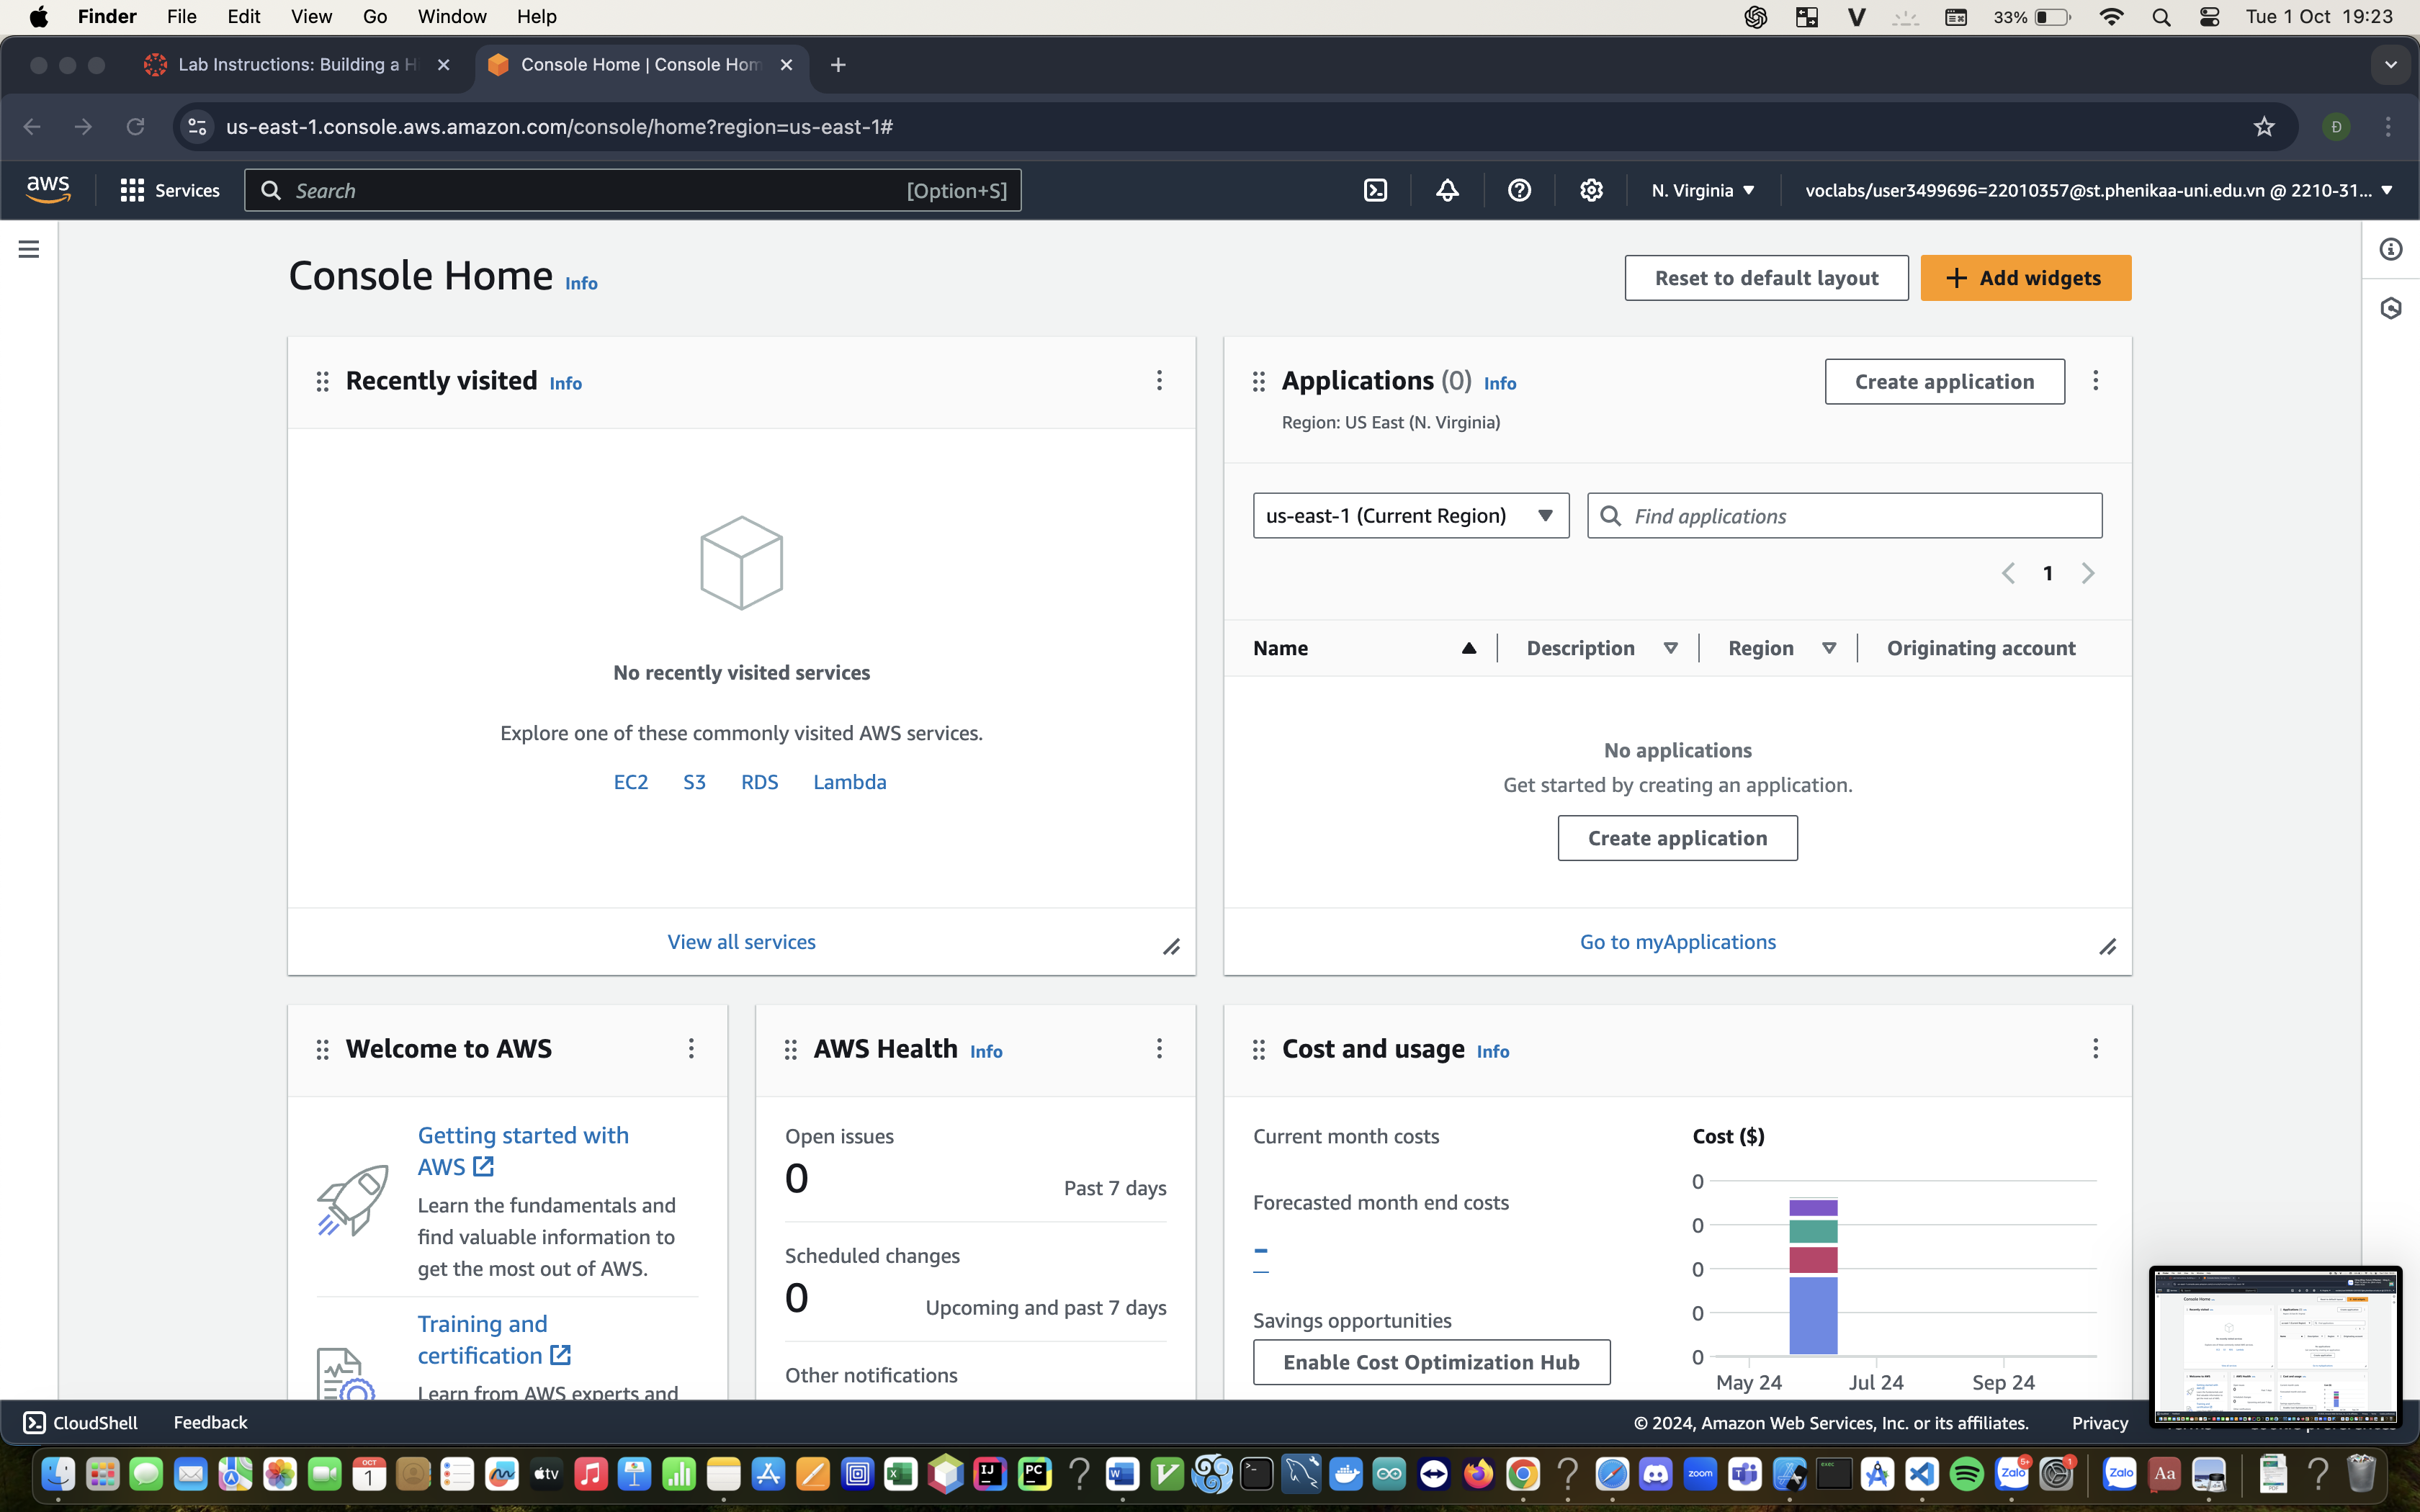 Finder File Edit View Go Window Help 33% Tue 1 Oct 19:23
Lab Instructions: Building a H
Console Home | Console Hom
us-east-1.console.aws.amazon.com/console/home?region=us-east-1#
aws Services Search [Option+S] N. Virginia voclabs/user3499696=22010357@st.phenikaa-uni.edu.vn @ 2210-31...
Console Home Info
Reset to default layout
Add widgets
Recently visited Info
No recently visited services
Explore one of these commonly visited AWS services.
EC2 S3 RDS Lambda
View all services
Applications (0) Info
Create application
Region: US East (N. Virginia)
us-east-1 (Current Region)
Find applications
1
Name Description Region Originating account
No applications
Get started by creating an application.
Create application
Go to myApplications
Welcome to AWS
Getting started with
AWS
Learn the fundamentals and
find valuable information to
get the most out of AWS.
Training and
certification
Learn from AWS experts and
AWS Health Info
Open issues
0
Past 7 days
Scheduled changes
0
Upcoming and past 7 days
Other notifications
Cost and usage Info
Current month costs
Forecasted month end costs
–
Savings opportunities
Enable Cost Optimization Hub
Cost ($)
0
0
0
0
0
May 24 Jul 24 Sep 24
CloudShell Feedback © 2024, Amazon Web Services, Inc. or its affiliates. Privacy